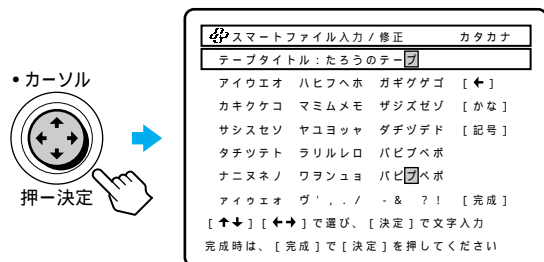 スマートファイル入力/修正 カタカナ
テープタイトル:たろうのテープ
アイウエオ ハヒフヘホ ガギグゲゴ [←]
カキクケコ マミムメモ ザジズゼゾ [かな]
サシスセソ ヤユヨッャ ダヂヅデド [記号]
タチツテト ラリルレロ バビブベボ
ナニヌネノ ワヲンュョ パピプペポ
ァィゥェォ ヴ',./ -&?! [完成]
[↑↓][←→]で選び、[決定]で文字入力
完成時は、[完成]で[決定]を押してください
•カーソル
押ー決定